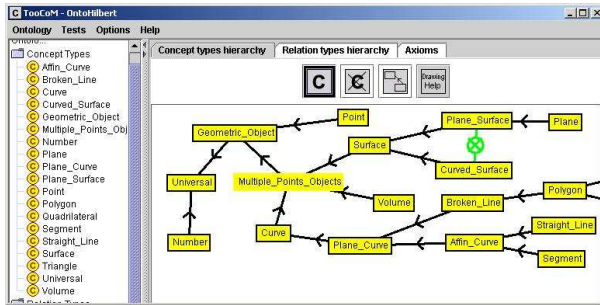 TooCoM - OntoHilbert
Ontology Tests Options Help
Concept types hierarchy Relation types hierarchy Axioms
Concept Types
Affin_Curve
Broken_Line
Curve
Curved_Surface
Geometric_Object
Multiple_Points_Obj
Number
Plane
Plane_Curve
Plane_Surface
Point
Polygon
Quadrilateral
Segment
Straight_Line
Surface
Triangle
Universal
Volume
C C Drawing Help
Point
Plane_Surface
Plane
Geometric_Object
Surface
Curved_Surface
Universal
Multiple_Points_Objects
Polygon
Volume
Broken_Line
Straight_Line
Number
Curve
Plane_Curve
Affin_Curve
Segment